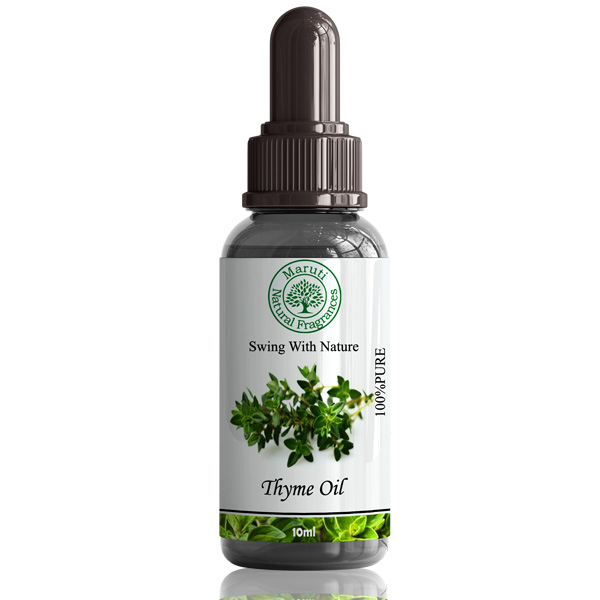 Maruti
Natural Fragrances
Swing With Nature
100%PURE
Thyme Oil
10ml